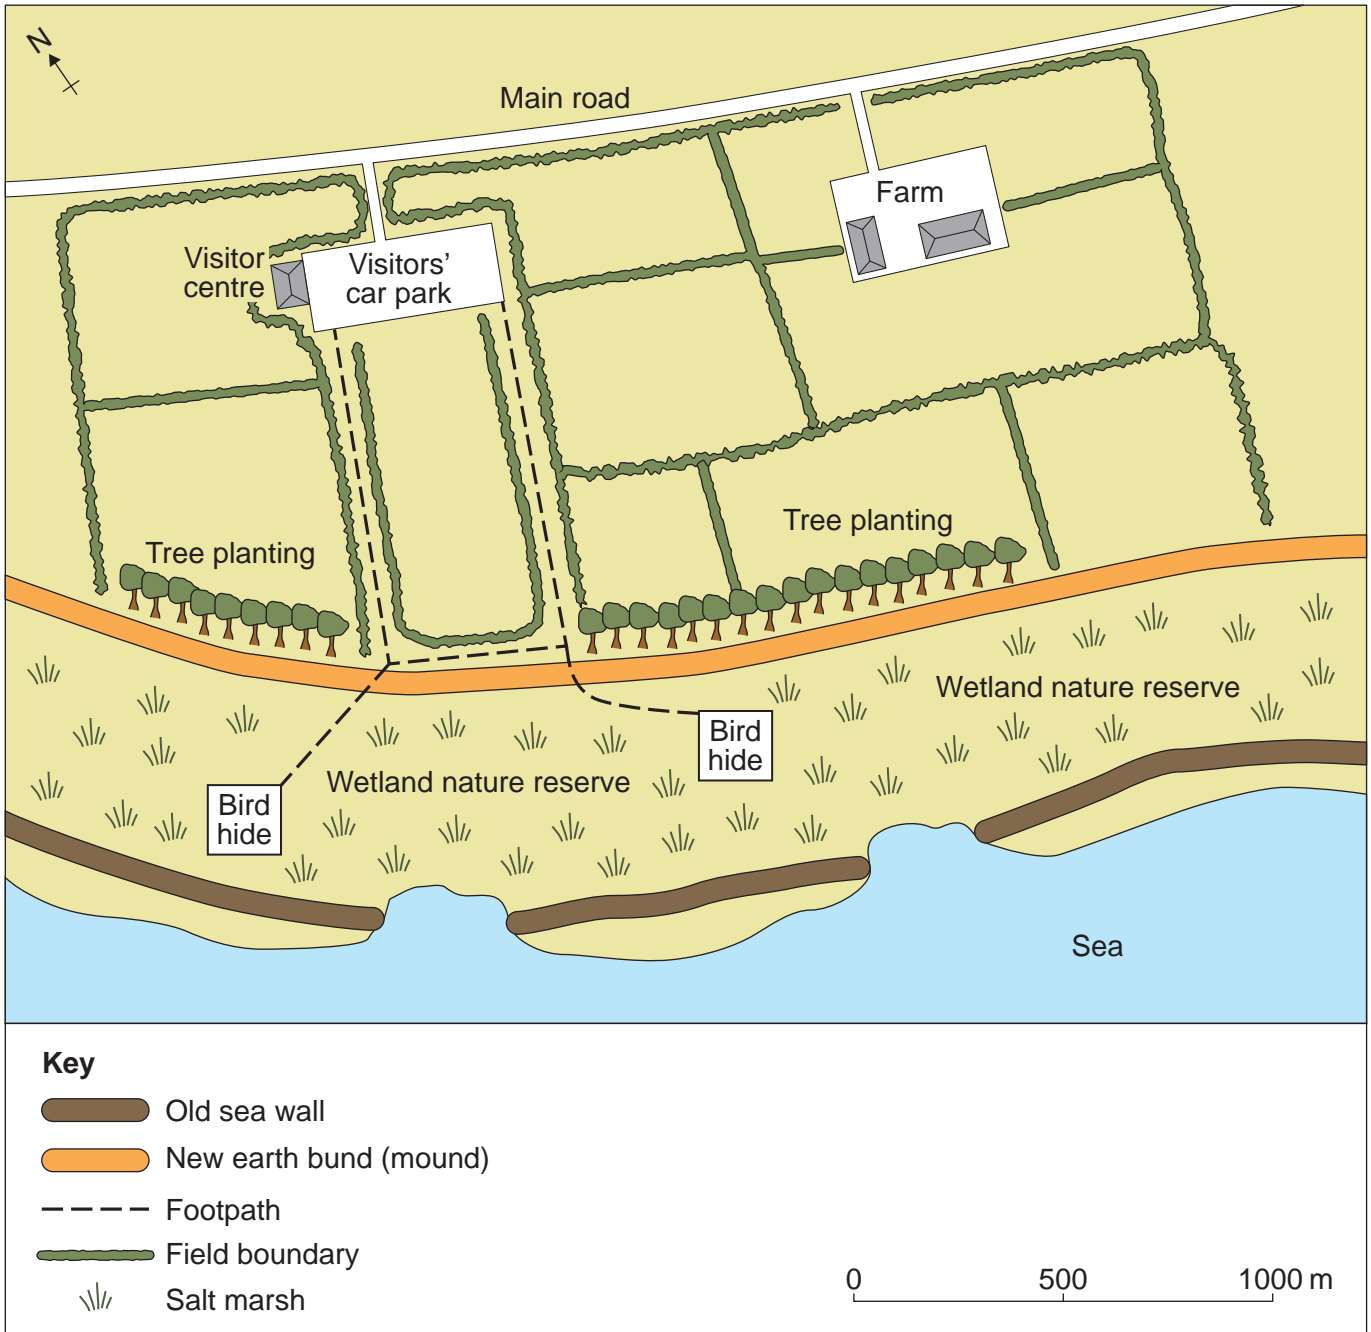 N
Main road
Farm
Visitor
centre
Visitors'
car park
Tree planting
Tree planting
Wetland nature reserve
Bird
hide
Wetland nature reserve
Bird
hide
Sea
Key
Old sea wall
New earth bund (mound)
Footpath
Field boundary
Salt marsh
0 500 1000 m